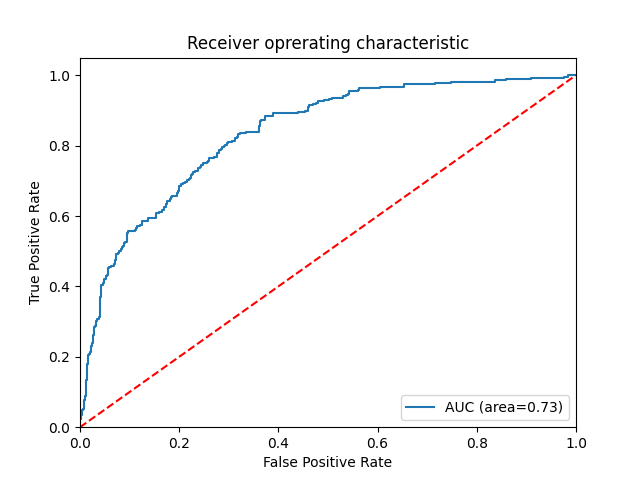 Receiver oprerating characteristic
True Positive Rate
1.0
0.8
0.6
0.4
0.2
0.0
AUC (area=0.73)
0.0 0.2 0.4 0.6 0.8 1.0
False Positive Rate